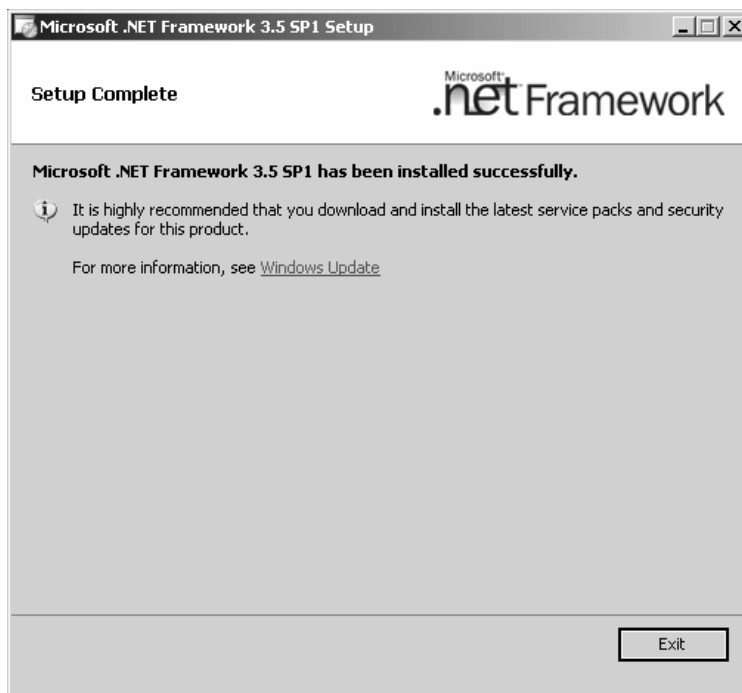 Microsoft .NET Framework 3.5 SP1 Setup
Setup Complete
Microsoft
.net Framework
Microsoft .NET Framework 3.5 SP1 has been installed successfully.
It is highly recommended that you download and install the latest service packs and security
updates for this product.
For more information, see Windows Update
Exit